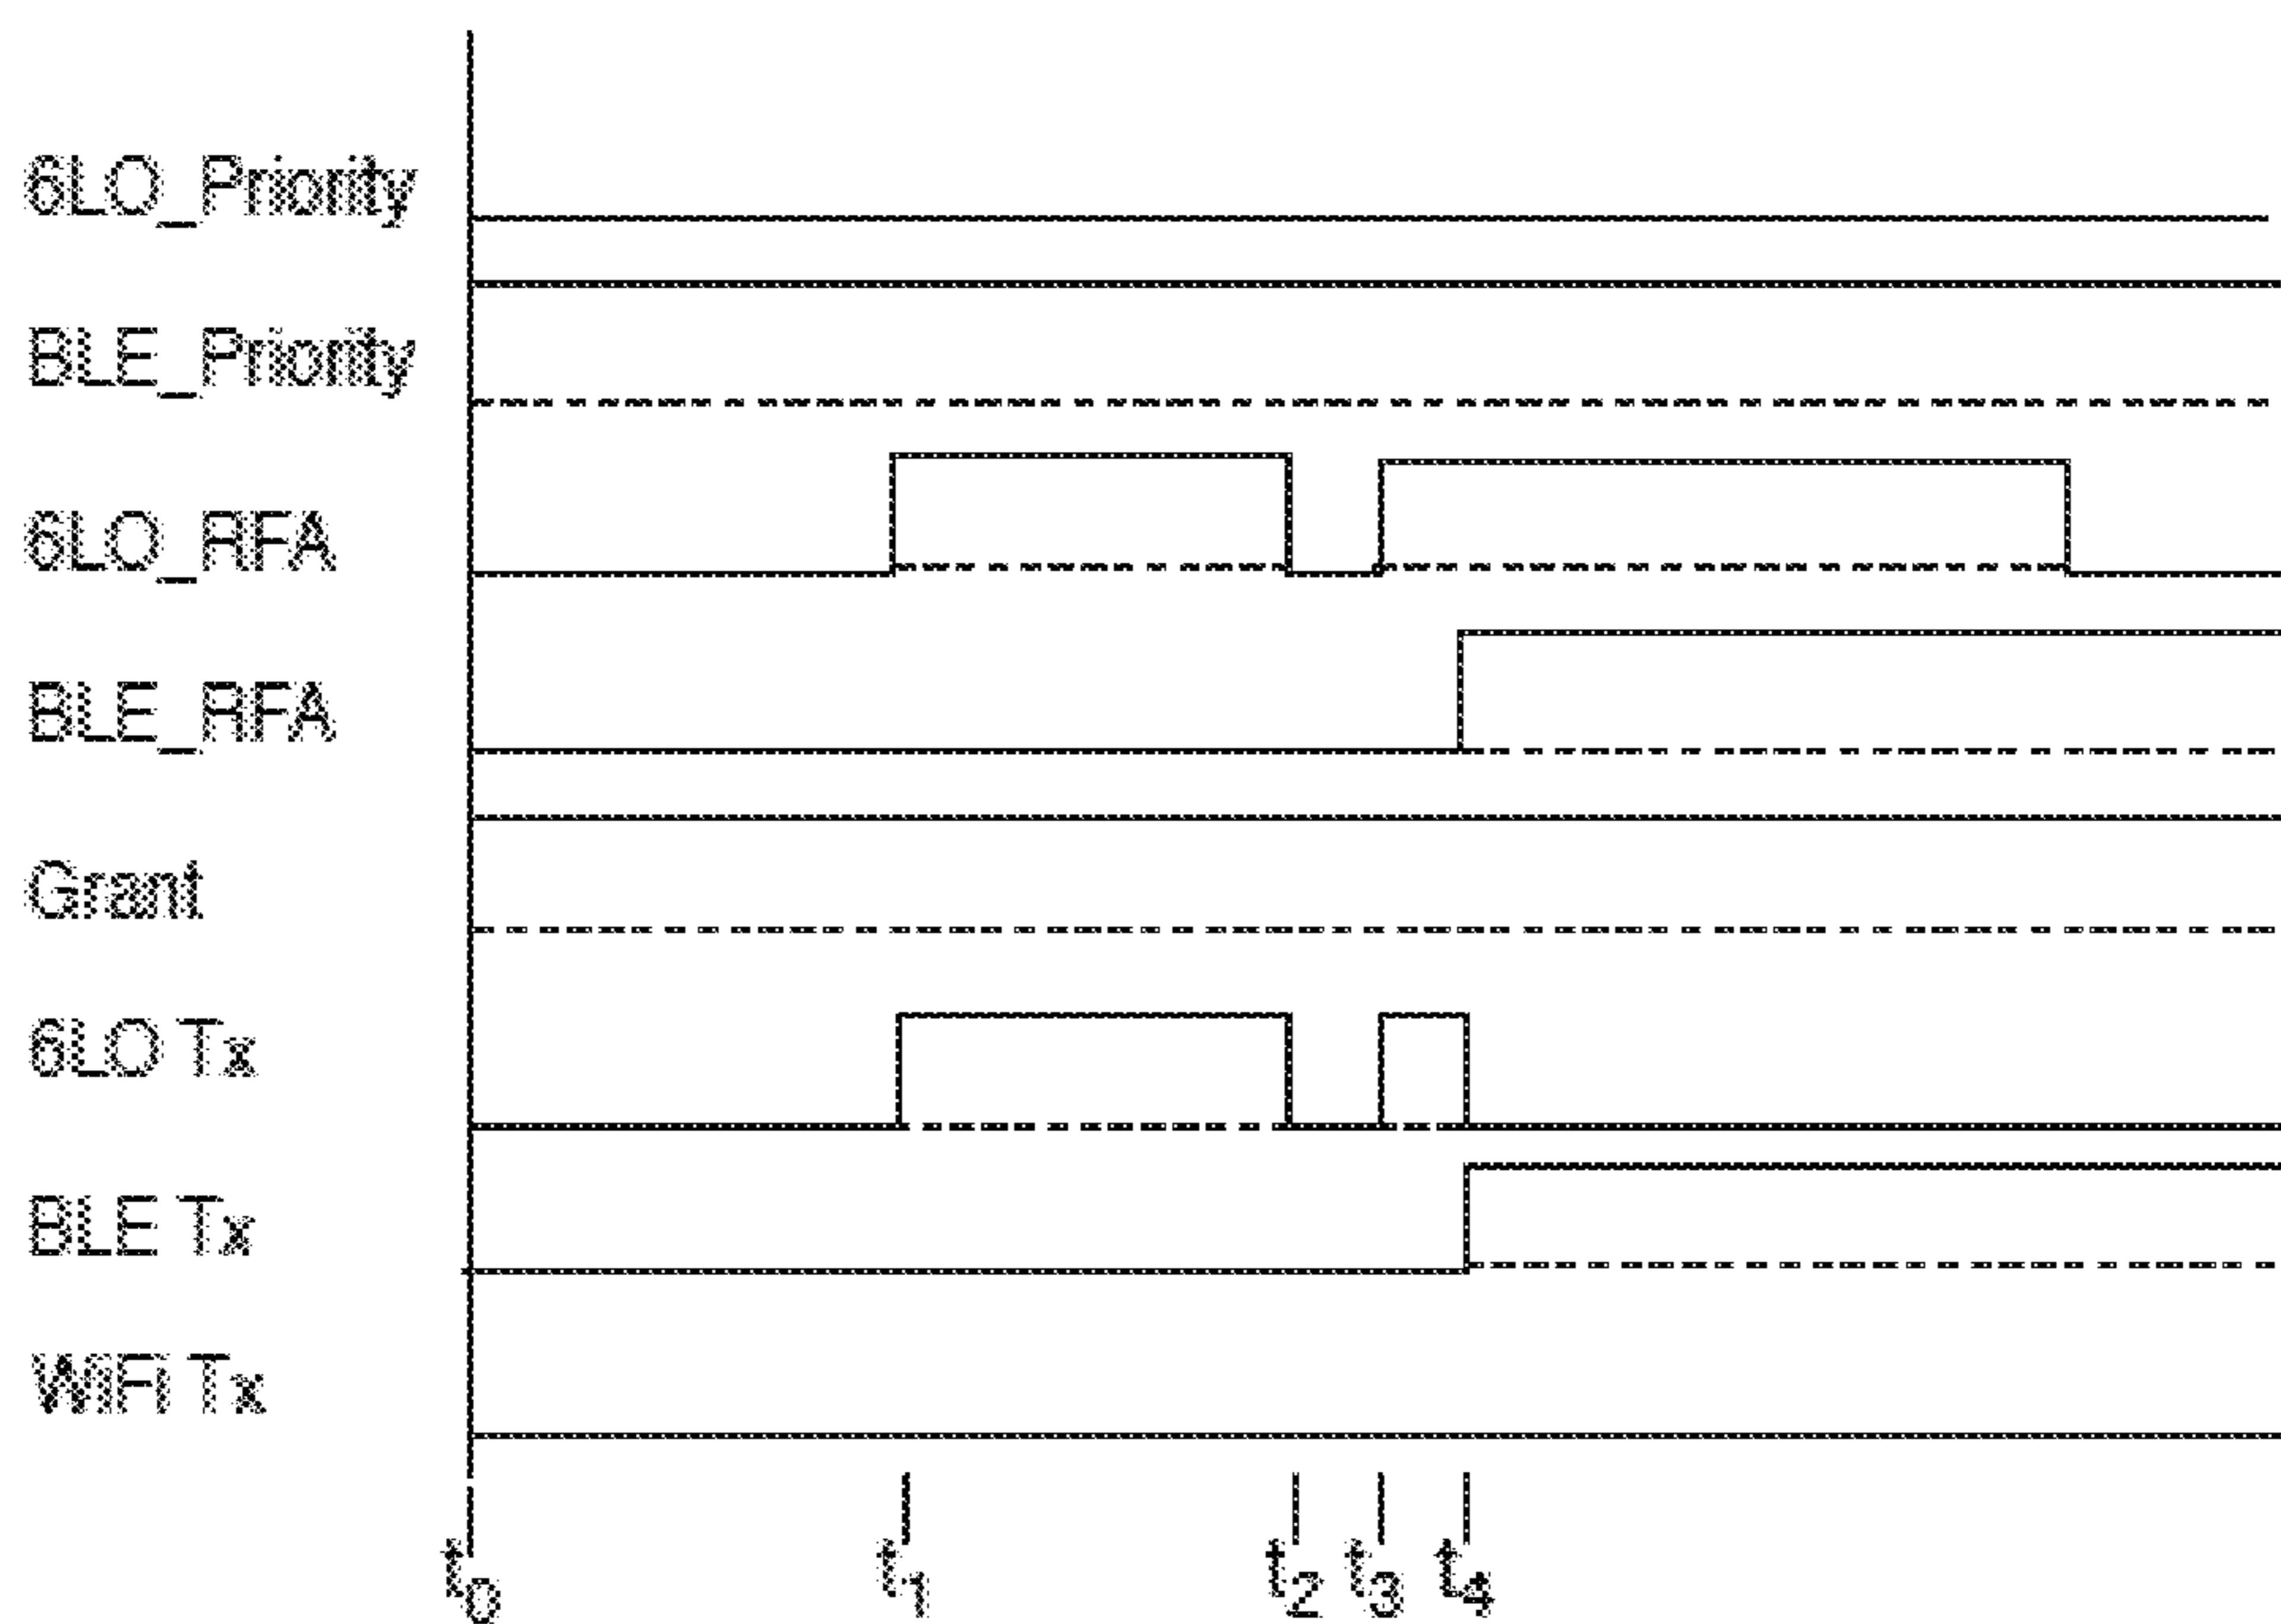 6LO_Priority
BLE_Priority
6LO_RFA
BLE_RFA
Grant
6LO Tx
BLE Tx
WiFi Tx
t0 t1 t2 t3 t4